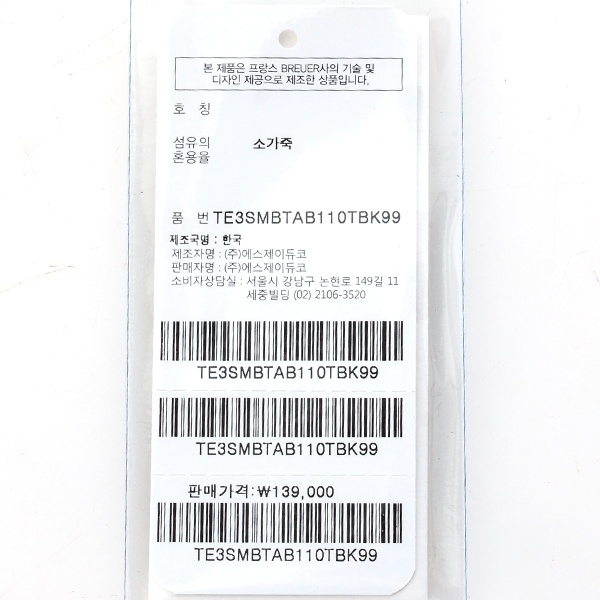 본 제품은 프랑스 BREUER사의 기술 및
디자인 제공으로 제조한 상품입니다.
호 칭
섬유의 소가죽
혼용율
품 번 TE3SMBTAB110TBK99
제조국명 : 한국
제조자명 : (주)에스제이듀코
판매자명 : (주)에스제이듀코
소비자상담실 : 서울시 강남구 논현로 149길 11
세중빌딩 (02) 2106-3520
TE3SMBTAB110TBK99
TE3SMBTAB110TBK99
판매가격:₩139,000
TE3SMBTAB110TBK99